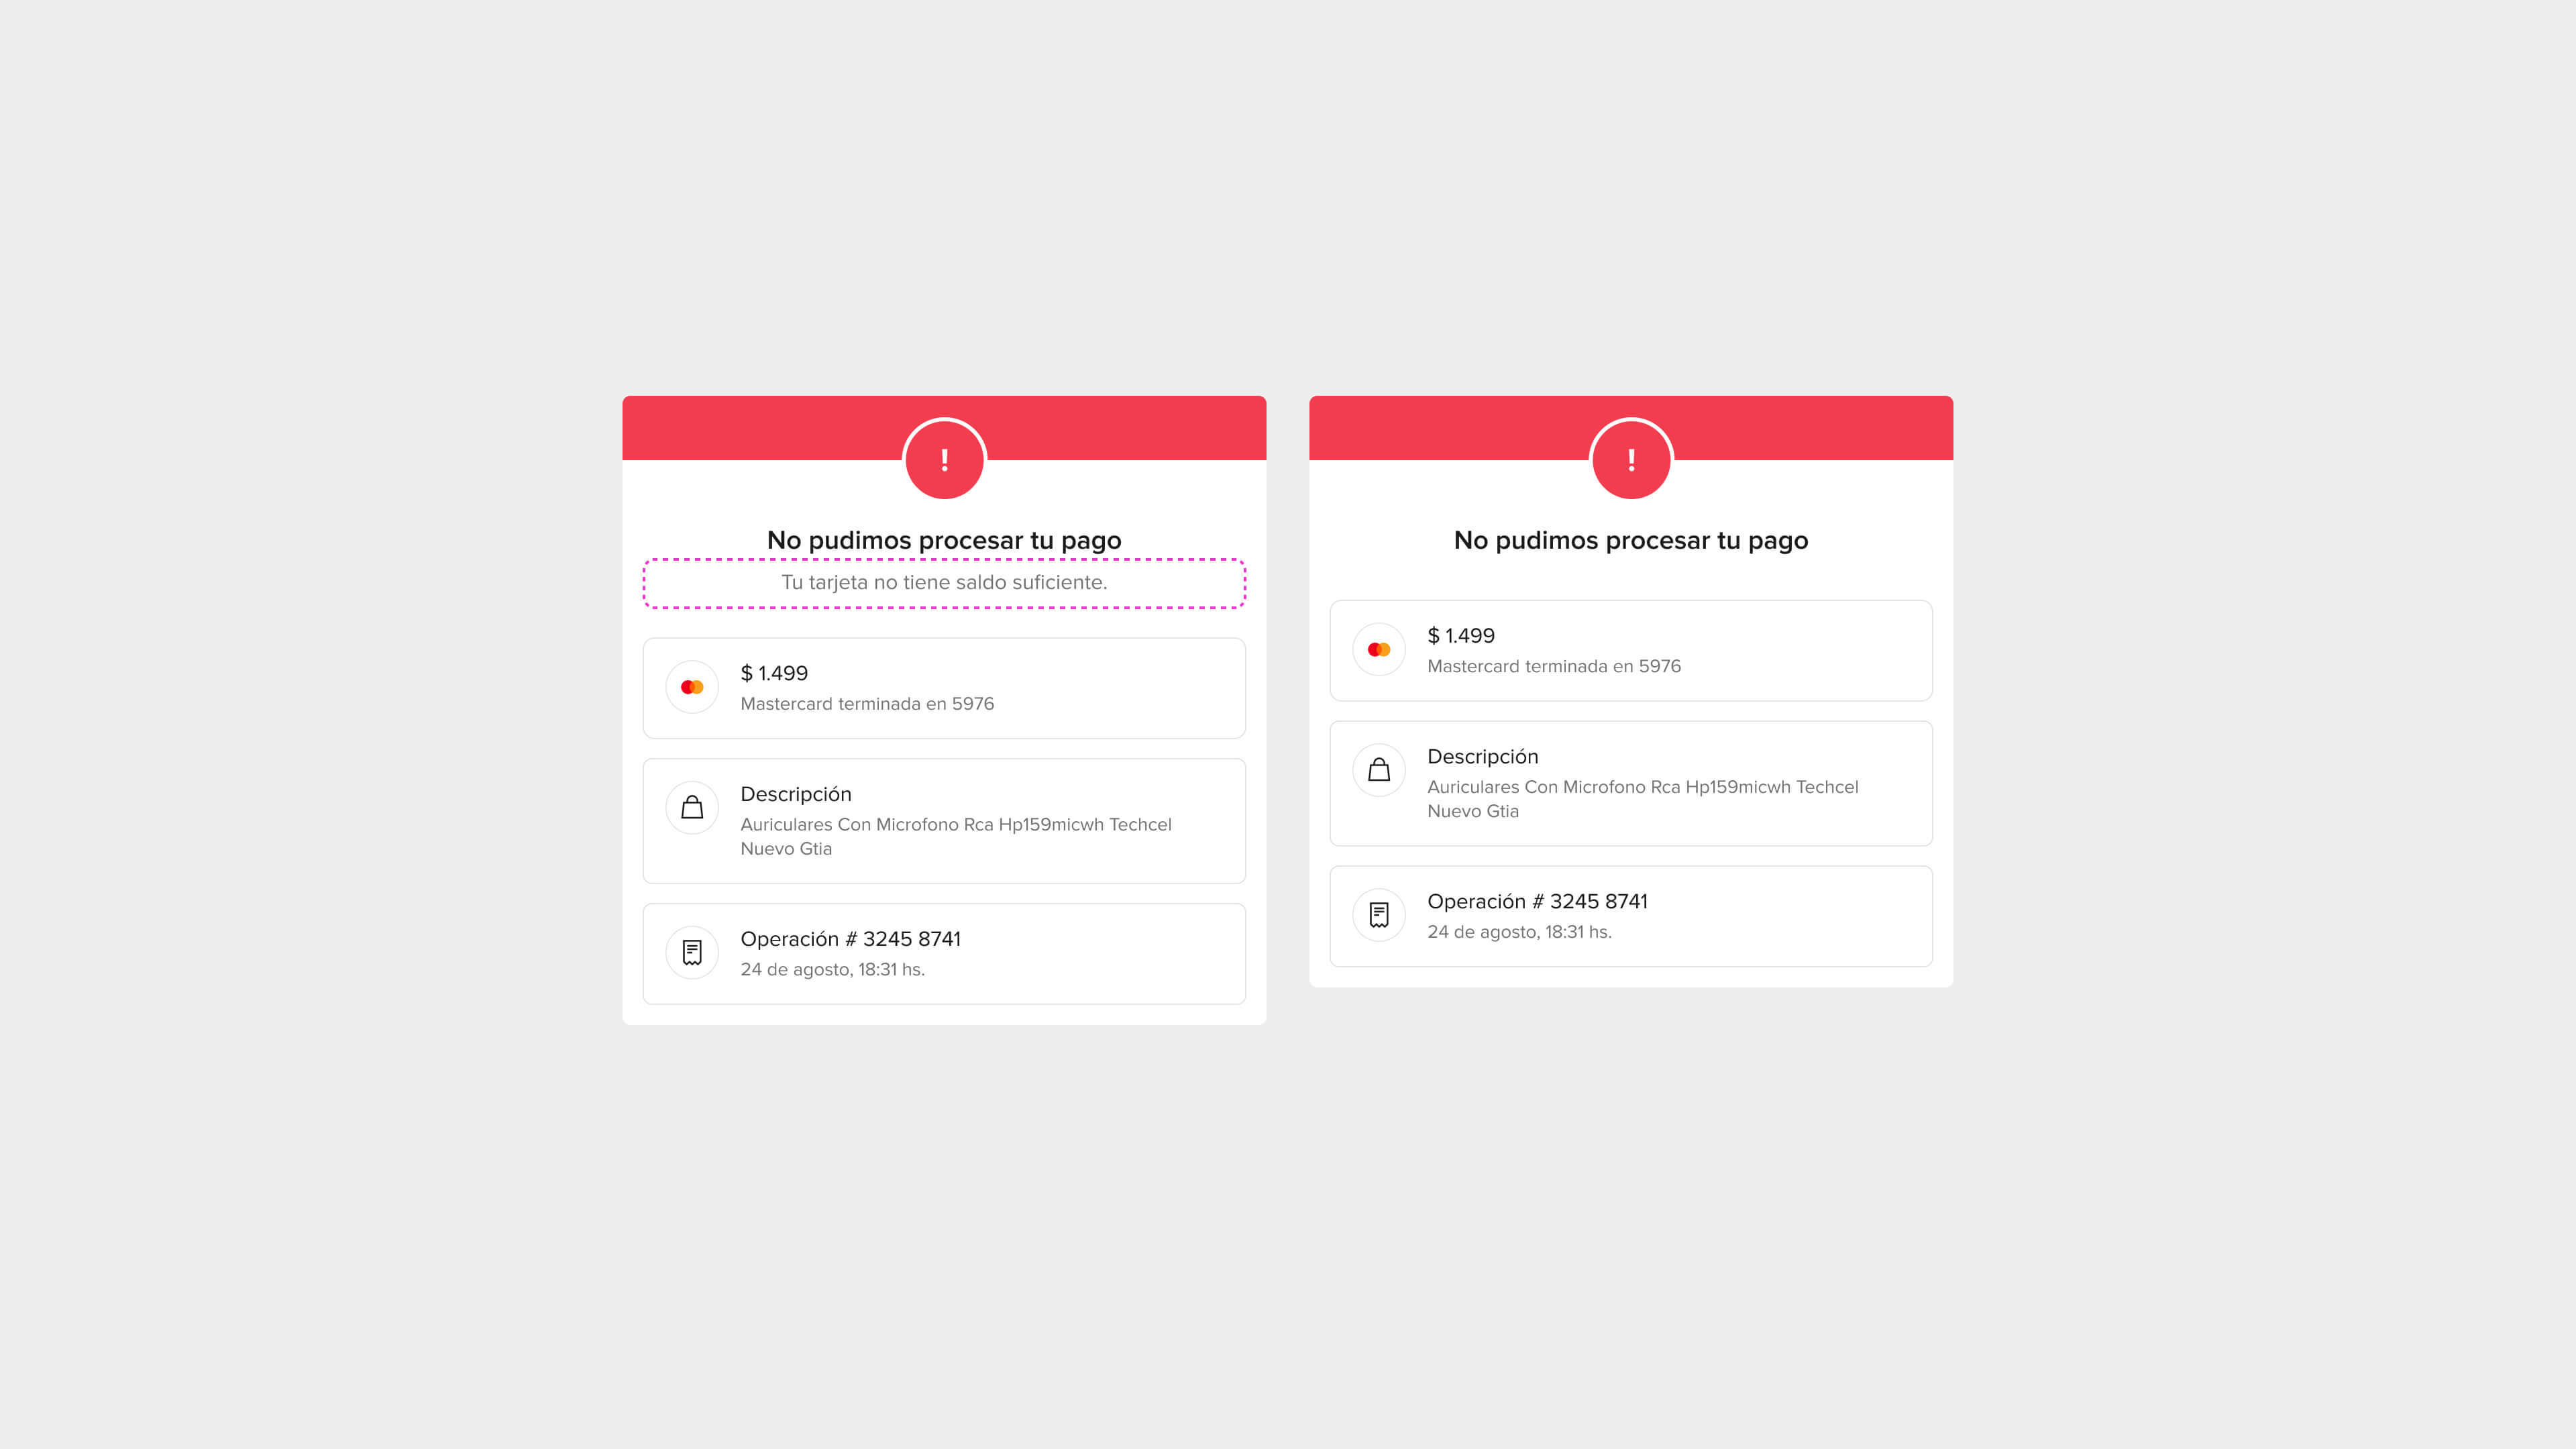 !
No pudimos procesar tu pago
Tu tarjeta no tiene saldo suficiente.
$ 1.499
Mastercard terminada en 5976
Descripción
Auriculares Con Microfono Rca Hp159micwh Techcel
Nuevo Gtia
Operación # 3245 8741
24 de agosto, 18:31 hs.
!
No pudimos procesar tu pago
$ 1.499
Mastercard terminada en 5976
Descripción
Auriculares Con Microfono Rca Hp159micwh Techcel
Nuevo Gtia
Operación # 3245 8741
24 de agosto, 18:31 hs.